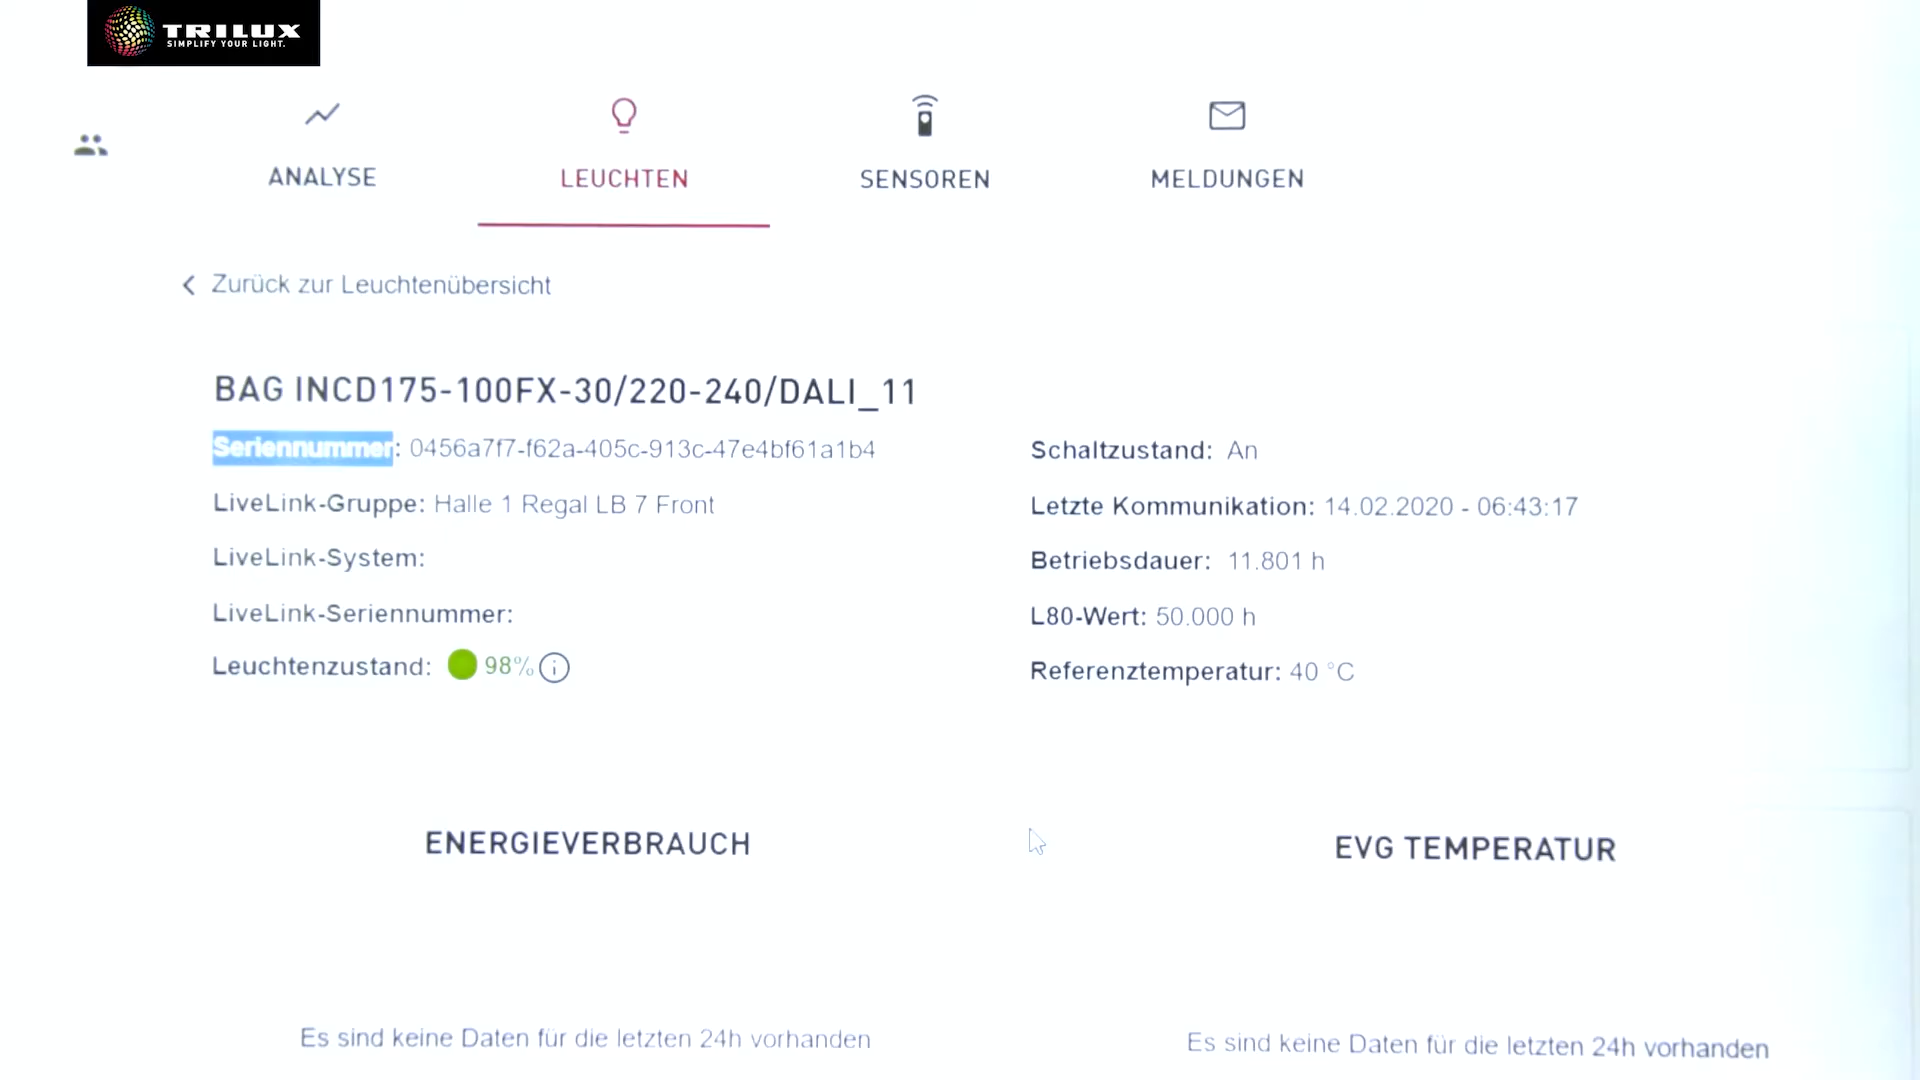 TRILUX
SIMPLIFY YOUR LIGHT.
ANALYSE
LEUCHTEN
SENSOREN
MELDUNGEN
Zurück zur Leuchtenübersicht
BAG INCD175-100FX-30/220-240/DALI_11
Seriennummer: 0456a7f7-f62a-405c-913c-47e4bf61a1b4
LiveLink-Gruppe: Halle 1 Regal LB 7 Front
LiveLink-System:
LiveLink-Seriennummer:
Leuchtenzustand: 98%
Schaltzustand: An
Letzte Kommunikation: 14.02.2020 - 06:43:17
Betriebsdauer: 11.801 h
L80-Wert: 50.000 h
Referenztemperatur: 40 °C
ENERGIEVERBRAUCH
Es sind keine Daten für die letzten 24h vorhanden
EVG TEMPERATUR
Es sind keine Daten für die letzten 24h vorhanden